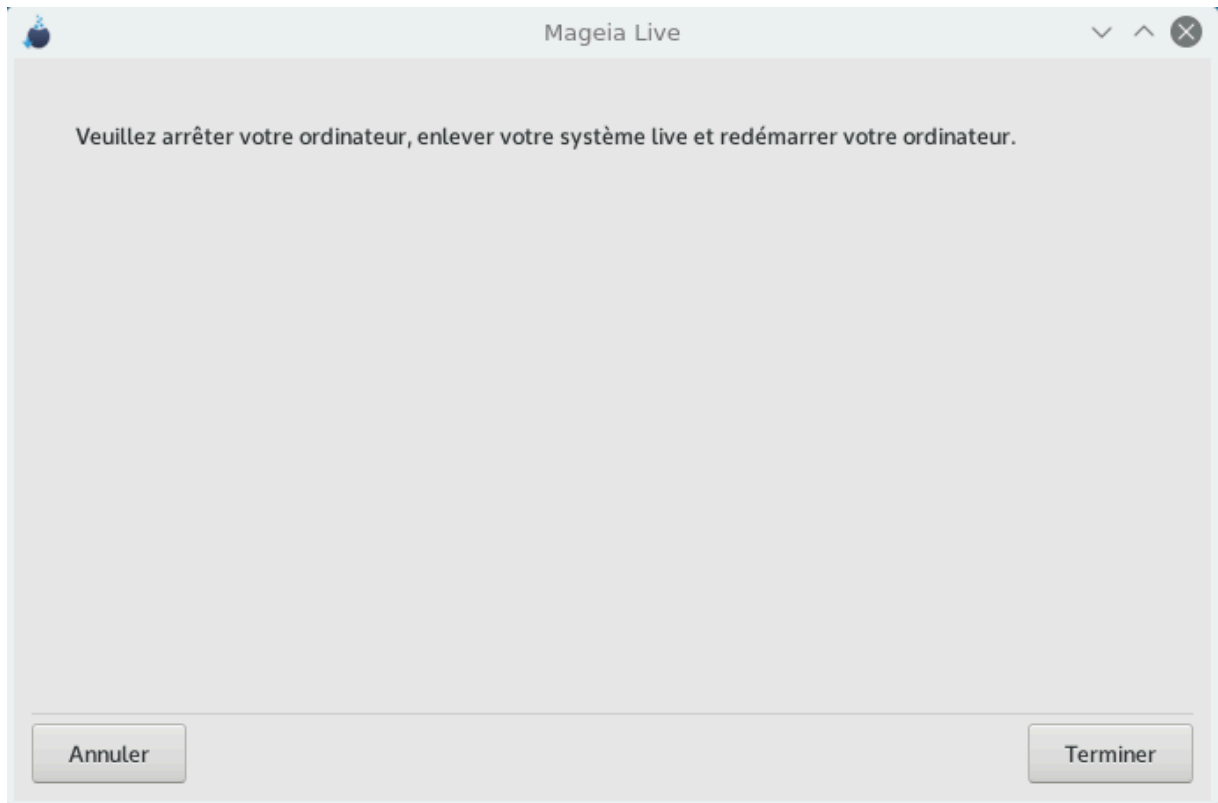 Mageia Live
Veuillez arrêter votre ordinateur, enlever votre système live et redémarrer votre ordinateur.
Annuler
Terminer